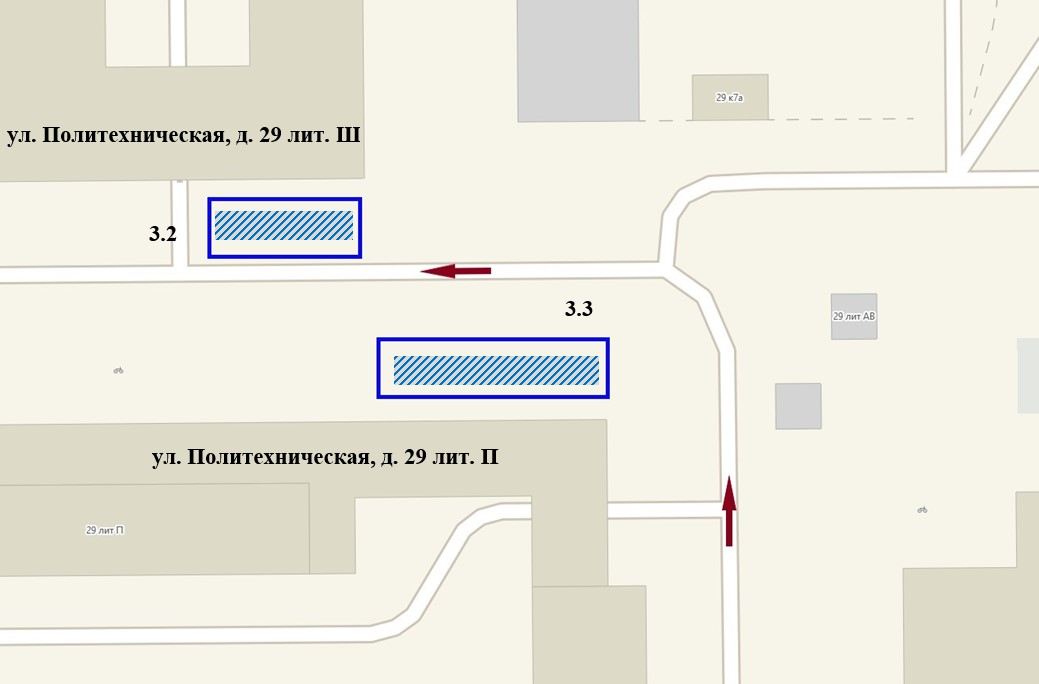 29 к7а
ул. Политехническая, д. 29 лит. Ш
3.2
3.3
29 лит АВ
ул. Политехническая, д. 29 лит. П
29 лит П